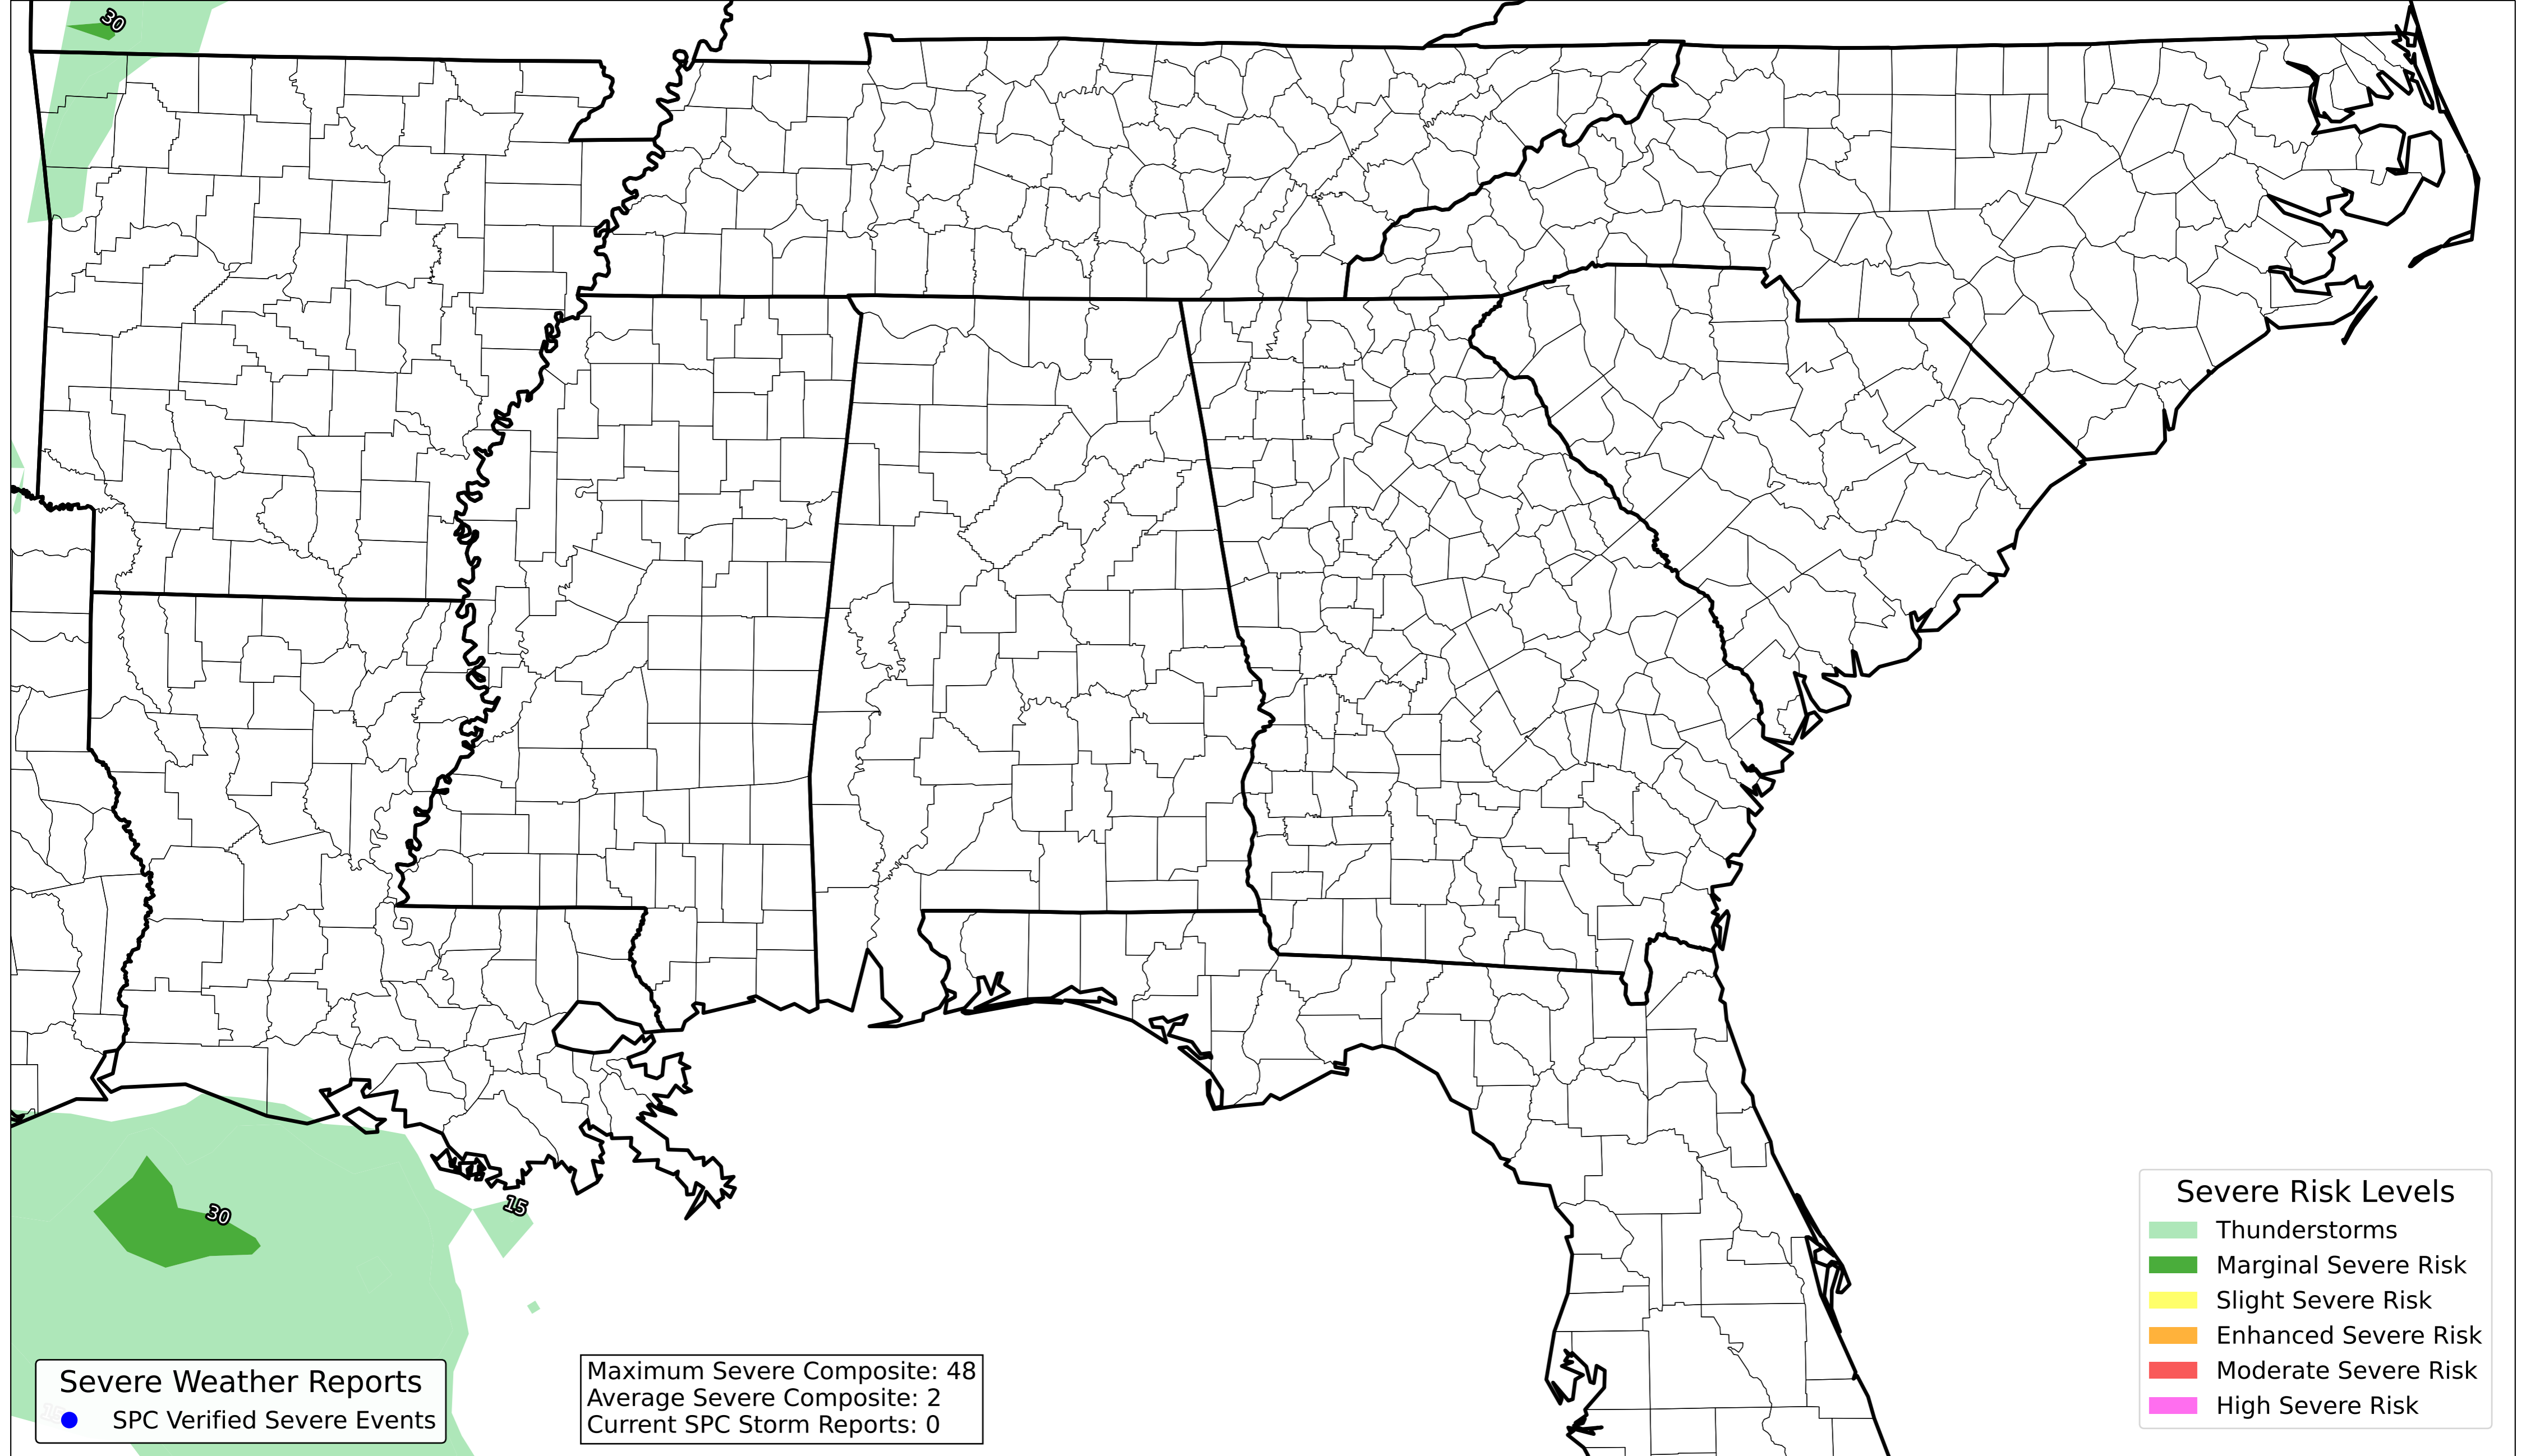 30
30
15
Severe Weather Reports
SPC Verified Severe Events
Maximum Severe Composite: 48
Average Severe Composite: 2
Current SPC Storm Reports: 0
Severe Risk Levels
Thunderstorms
Marginal Severe Risk
Slight Severe Risk
Enhanced Severe Risk
Moderate Severe Risk
High Severe Risk